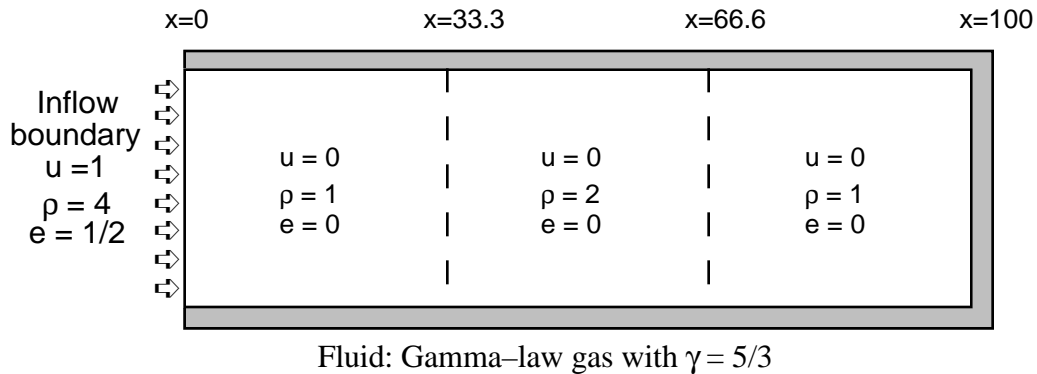 x=0 x=33.3 x=66.6 x=100
Inflow
boundary
u =1
ρ = 4
e = 1/2
u = 0
ρ = 1
e = 0
u = 0
ρ = 2
e = 0
u = 0
ρ = 1
e = 0
Fluid: Gamma–law gas with γ = 5/3